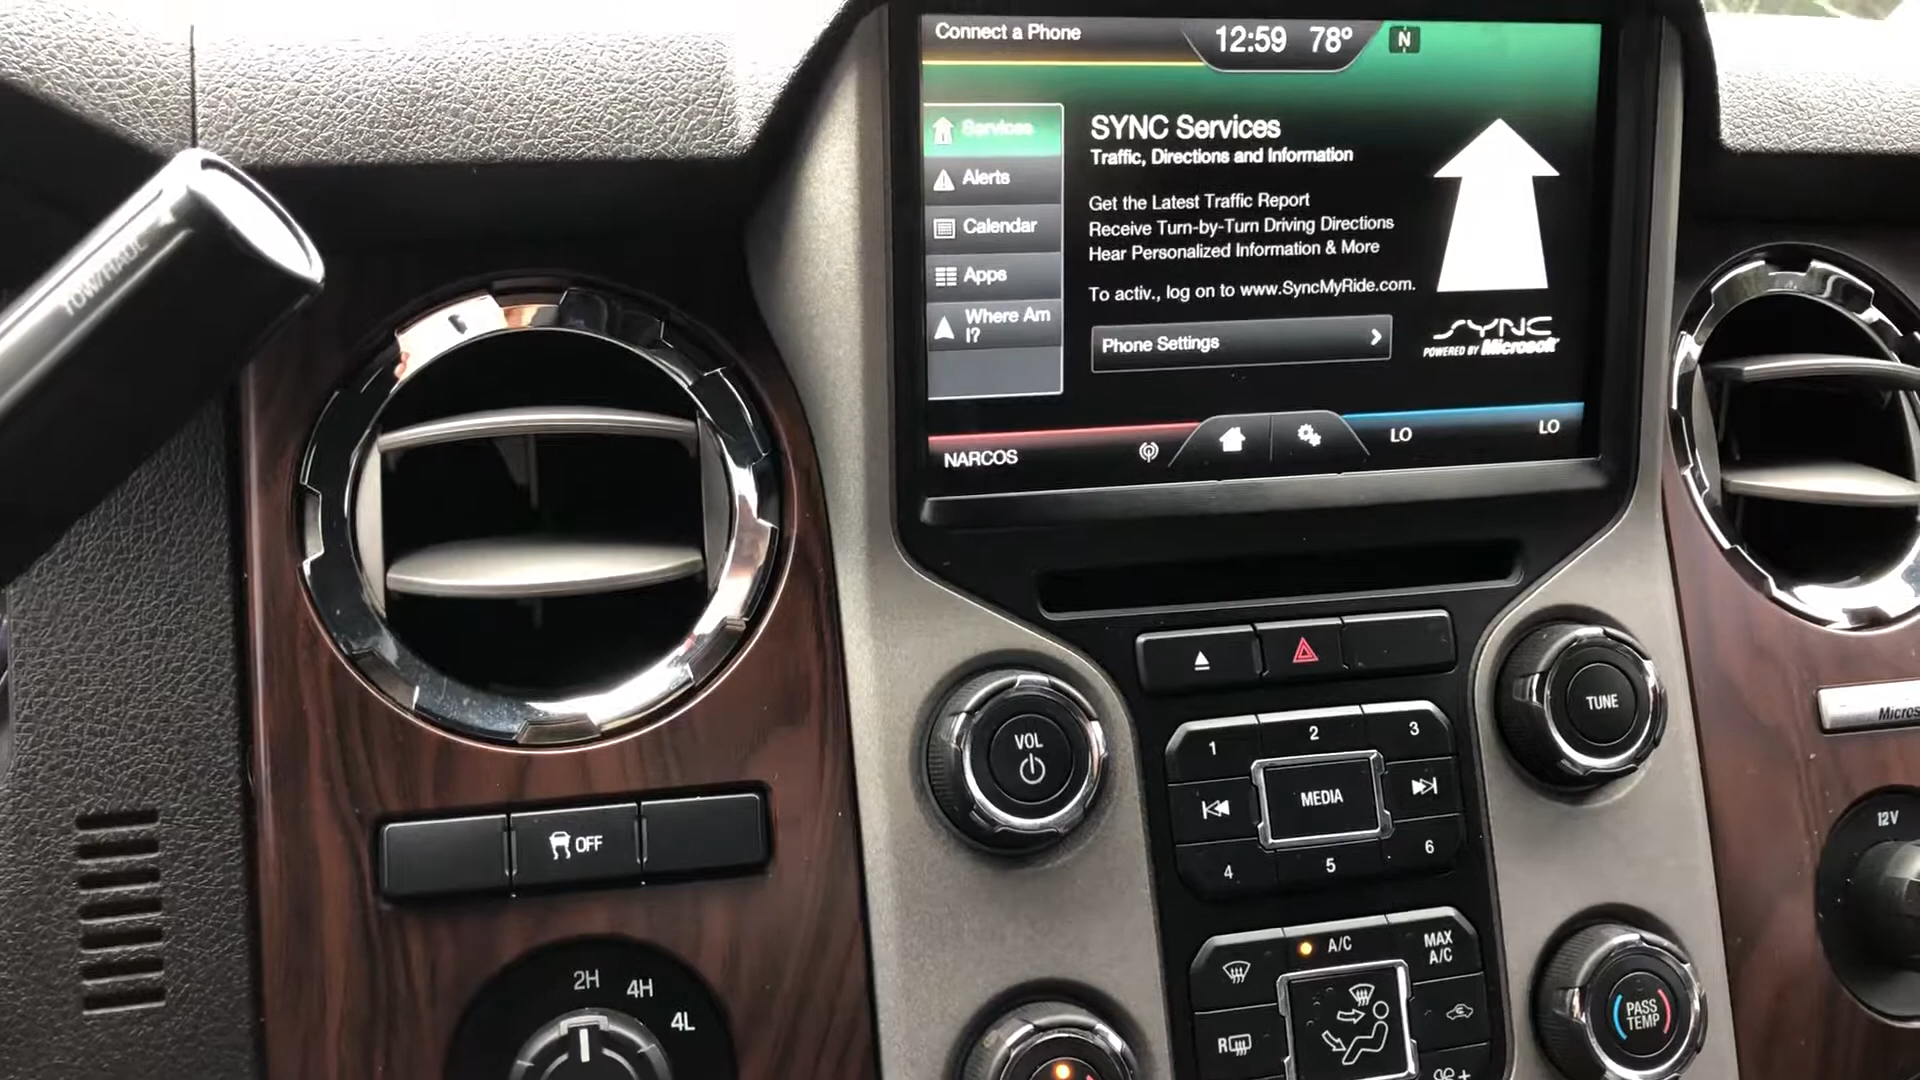 Connect a Phone
12:59 78°
N
Services
Alerts
Calendar
Apps
Where Am
I?
SYNC Services
Traffic, Directions and Information
Get the Latest Traffic Report
Receive Turn-by-Turn Driving Directions
Hear Personalized Information & More
To activ., log on to www.SyncMyRide.com.
Phone Settings
SYNC
POWERED BY Microsoft
NARCOS
LO
LO
TOW/HAUL
VOL
TUNE
1
2
3
MEDIA
4
5
6
OFF
12V
2H
4H
4L
A/C
MAX
A/C
R
PASS
TEMP